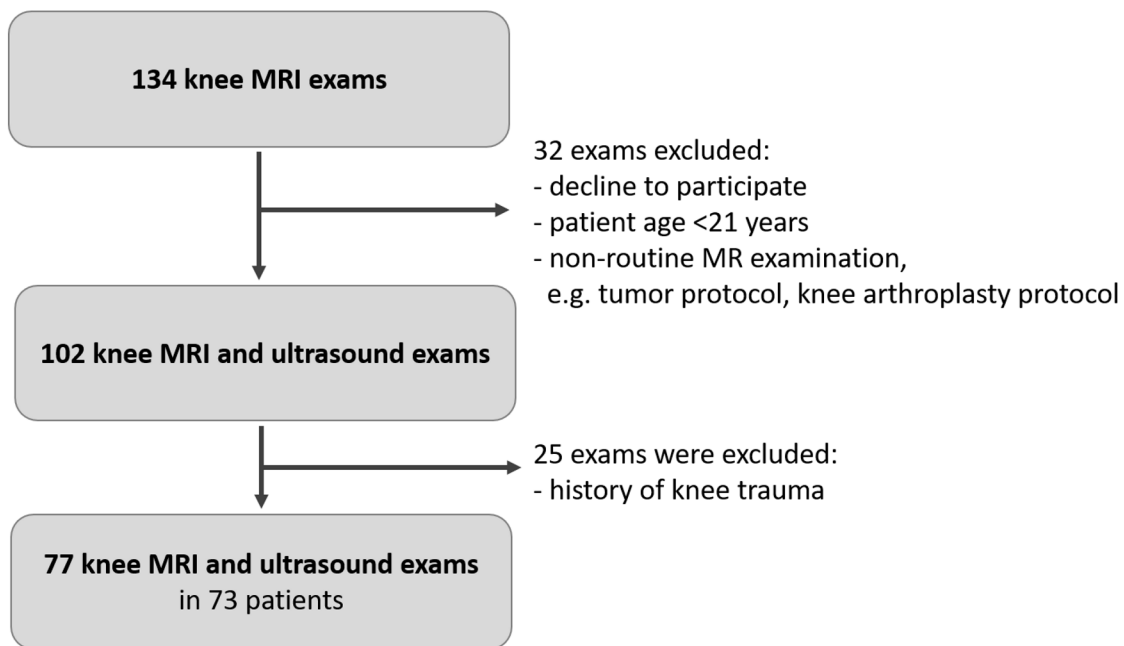 134 knee MRI exams
32 exams excluded:
- decline to participate
- patient age <21 years
- non-routine MR examination,
e.g. tumor protocol, knee arthroplasty protocol
102 knee MRI and ultrasound exams
25 exams were excluded:
- history of knee trauma
77 knee MRI and ultrasound exams
in 73 patients